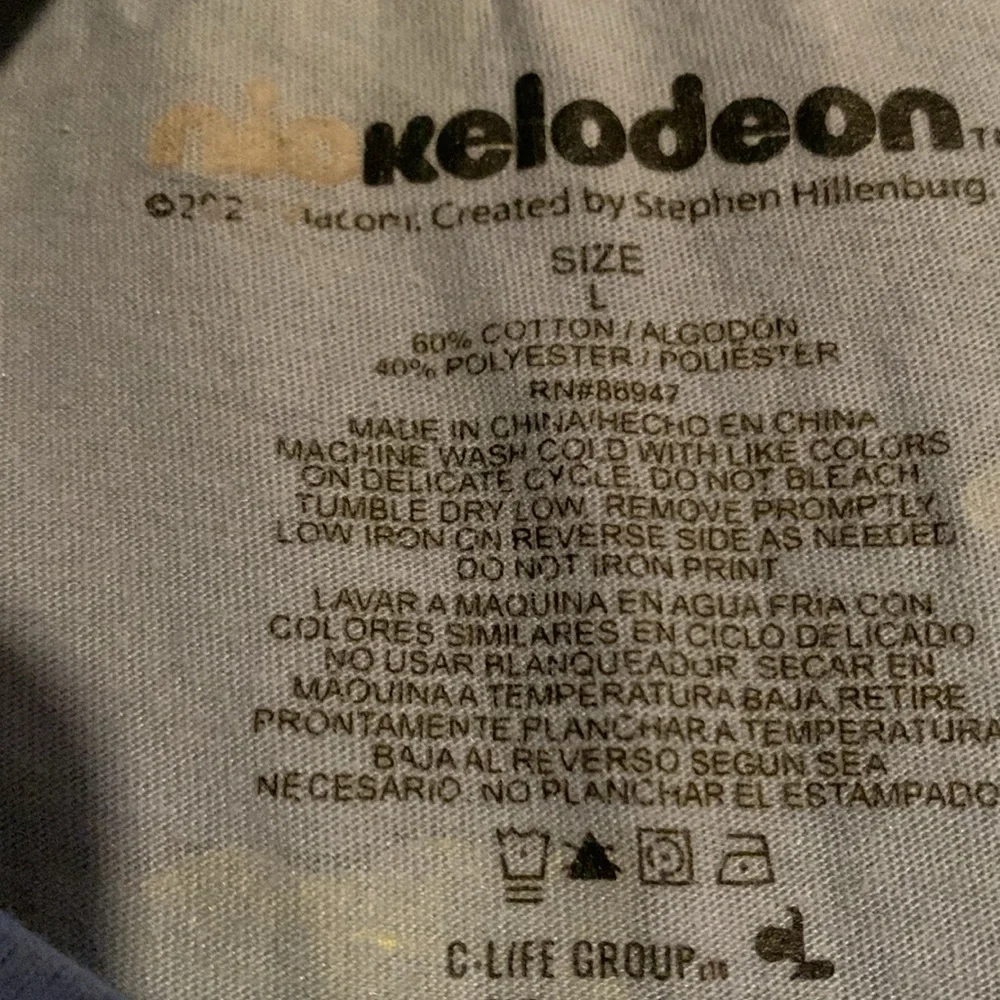 nickelodeon
Created by Stephen Hillenburg.
SIZE
L
60% COTTON / ALGODÓN
40% POLYESTER / POLIÉSTER
RN#86947
MADE IN CHINA/HECHO EN CHINA
MACHINE WASH COLD WITH LIKE COLORS
ON DELICATE CYCLE. DO NOT BLEACH.
TUMBLE DRY LOW. REMOVE PROMPTLY.
LOW IRON ON REVERSE SIDE AS NEEDED.
DO NOT IRON PRINT
LAVAR A MAQUINA EN AGUA FRÍA CON
COLORES SIMILARES EN CICLO DELICADO
NO USAR BLANQUEADOR. SECAR EN
MAQUINA A TEMPERATURA BAJA. RETIRE
PRONTAMENTE. PLANCHAR A TEMPERATURA
BAJA AL REVERSO SEGUN SEA
NECESARIO. NO PLANCHAR EL ESTAMPADO
C-LIFE GROUP LTD